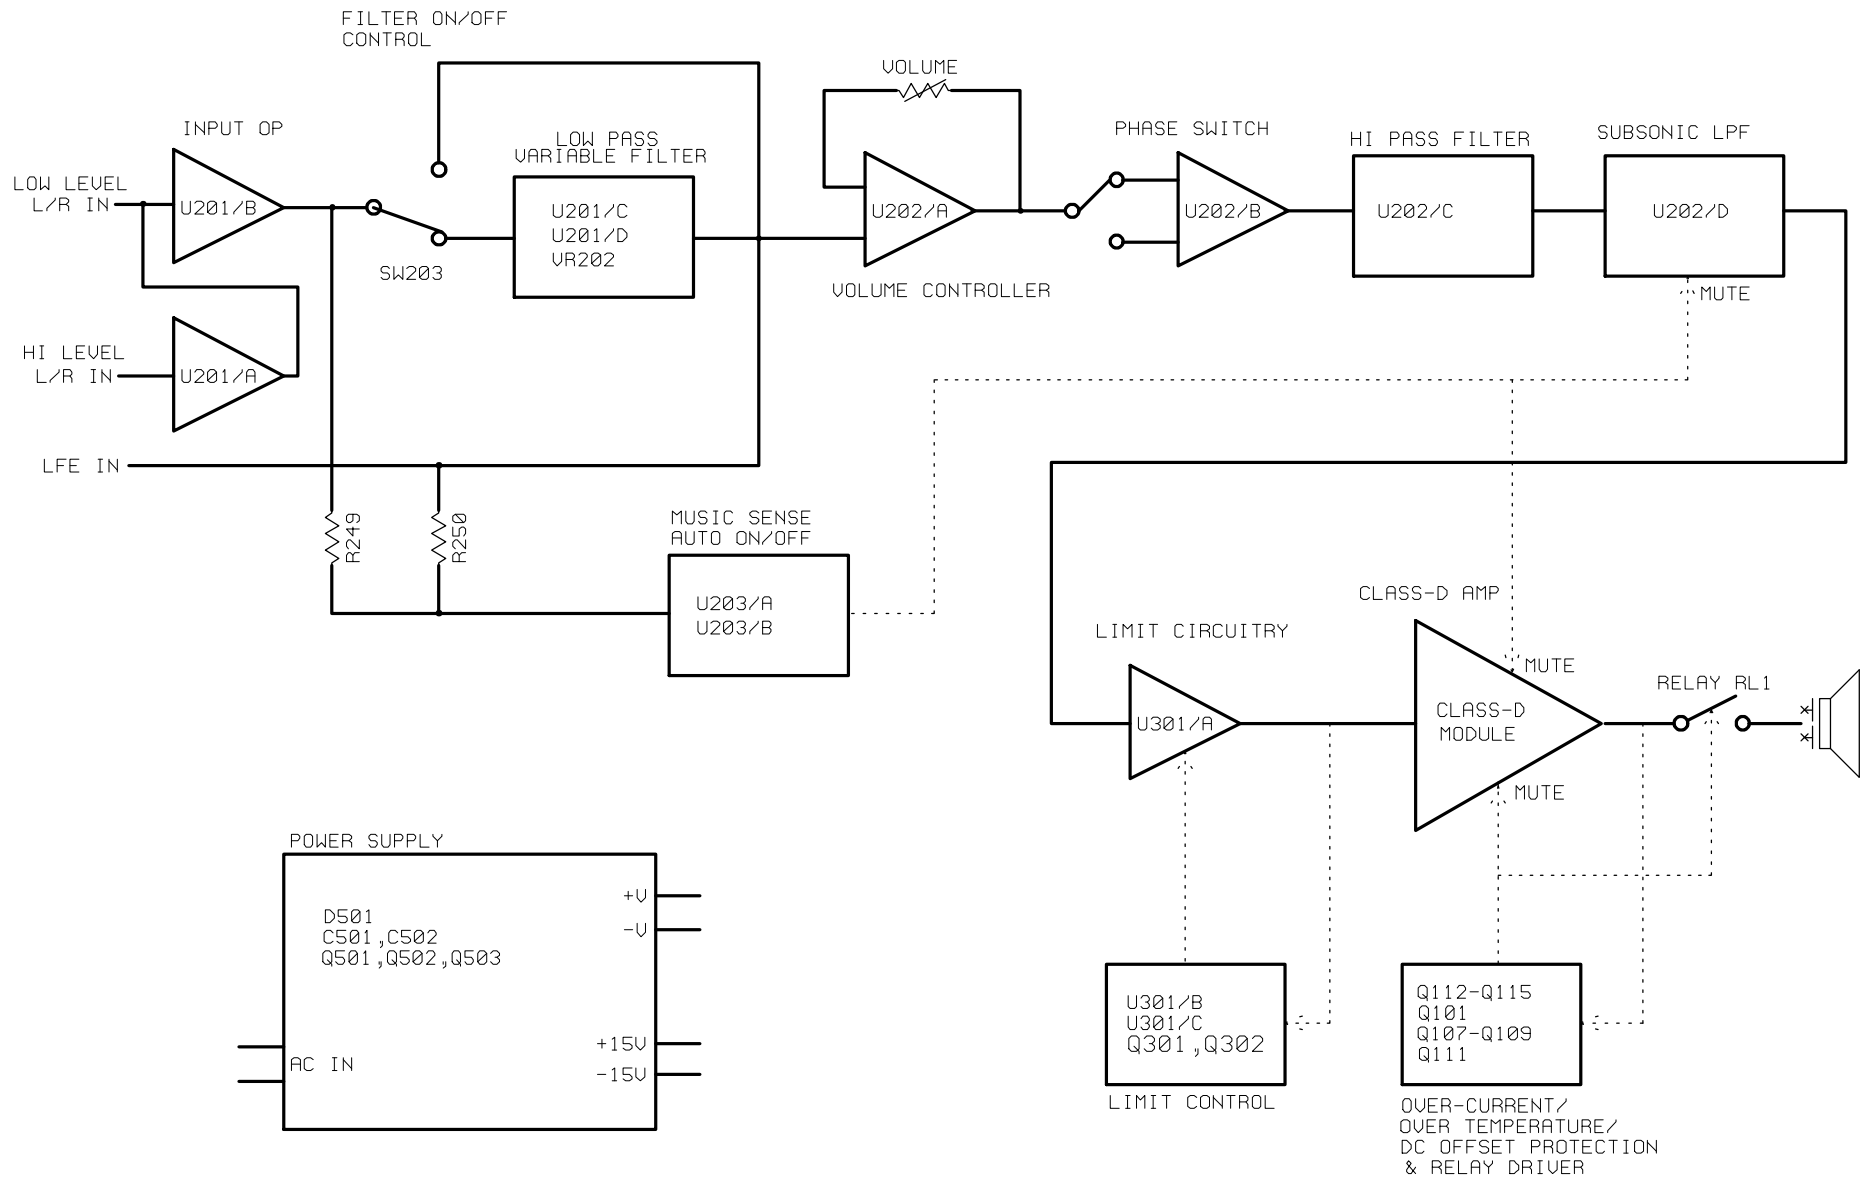 FILTER ON/OFF
CONTROL
VOLUME
INPUT OP
LOW PASS
VARIABLE FILTER
PHASE SWITCH
HI PASS FILTER
SUBSONIC LPF
LOW LEVEL
L/R IN
U201/B
U201/C
U201/D
VR202
U202/A
U202/B
U202/C
U202/D
SW203
VOLUME CONTROLLER
MUTE
HI LEVEL
L/R IN
U201/A
LFE IN
R249
R250
MUSIC SENSE
AUTO ON/OFF
U203/A
U203/B
CLASS-D AMP
LIMIT CIRCUITRY
MUTE
RELAY RL1
U301/A
CLASS-D
MODULE
MUTE
POWER SUPPLY
D501
C501,C502
Q501,Q502,Q503
+V
-V
+15V
-15V
AC IN
U301/B
U301/C
Q301,Q302
LIMIT CONTROL
Q112-Q115
Q101
Q107-Q109
Q111
OVER-CURRENT/
OVER TEMPERATURE/
DC OFFSET PROTECTION
& RELAY DRIVER